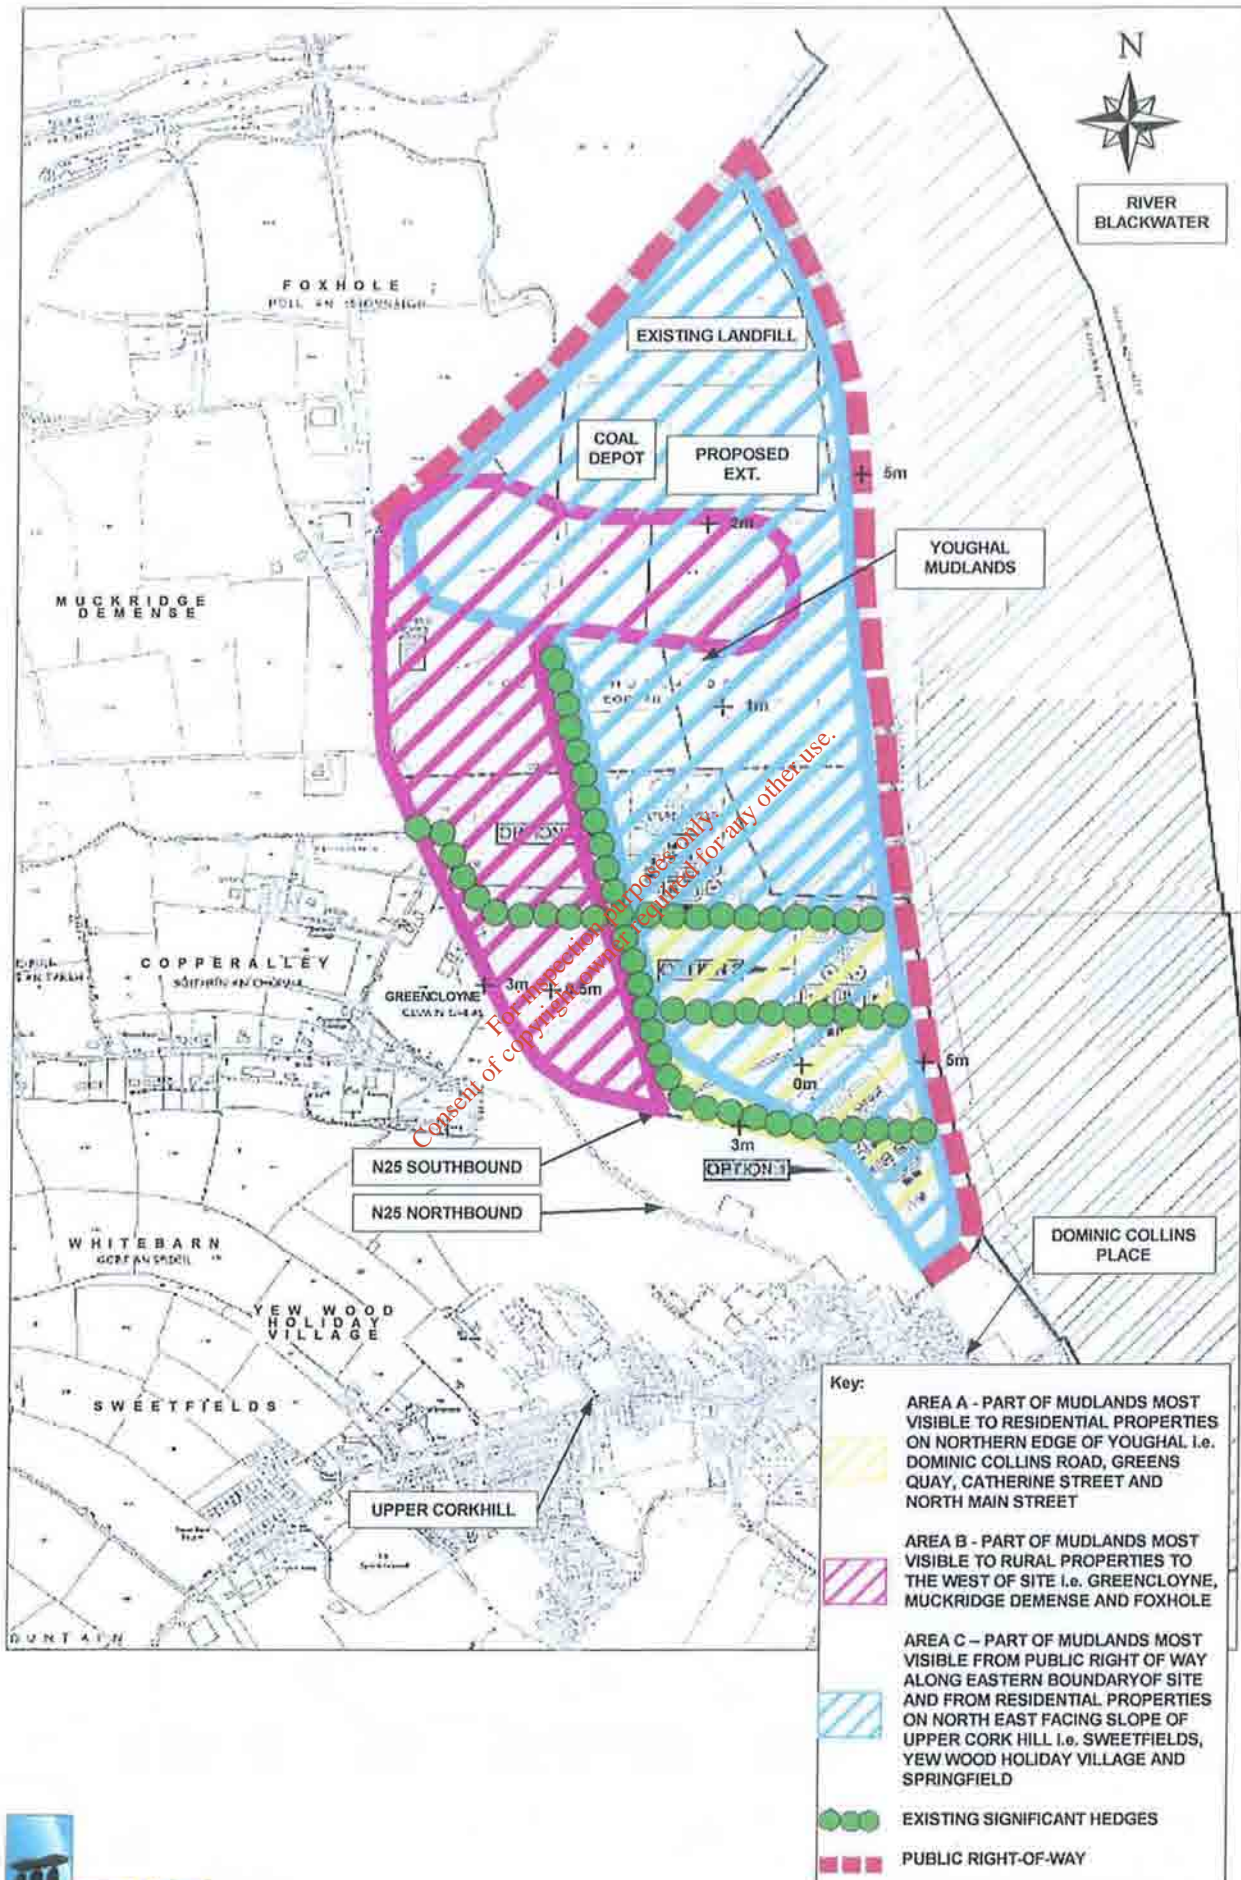 N
RIVER
BLACKWATER
FOXHOLE
EXISTING LANDFILL
COAL
DEPOT
PROPOSED
EXT.
5m
2m
YOUGHAL
MUDLANDS
MUCKRIDGE
DEMENSE
1m
For inspection purposes only.
Consent of copyright owner required for any other use.
COPPERALLEY
GREENCLOYNE
3m
0.5m
5m
0m
3m
N25 SOUTHBOUND
OPTION 1
N25 NORTHBOUND
WHITEBARN
DOMINIC COLLINS
PLACE
YEW WOOD
HOLIDAY
VILLAGE
SWEETFIELDS
UPPER CORKHILL
Key:
AREA A - PART OF MUDLANDS MOST
VISIBLE TO RESIDENTIAL PROPERTIES
ON NORTHERN EDGE OF YOUGHAL i.e.
DOMINIC COLLINS ROAD, GREENS
QUAY, CATHERINE STREET AND
NORTH MAIN STREET
AREA B - PART OF MUDLANDS MOST
VISIBLE TO RURAL PROPERTIES TO
THE WEST OF SITE i.e. GREENCLOYNE,
MUCKRIDGE DEMENSE AND FOXHOLE
AREA C – PART OF MUDLANDS MOST
VISIBLE FROM PUBLIC RIGHT OF WAY
ALONG EASTERN BOUNDARYOF SITE
AND FROM RESIDENTIAL PROPERTIES
ON NORTH EAST FACING SLOPE OF
UPPER CORK HILL i.e. SWEETFIELDS,
YEW WOOD HOLIDAY VILLAGE AND
SPRINGFIELD
EXISTING SIGNIFICANT HEDGES
PUBLIC RIGHT-OF-WAY